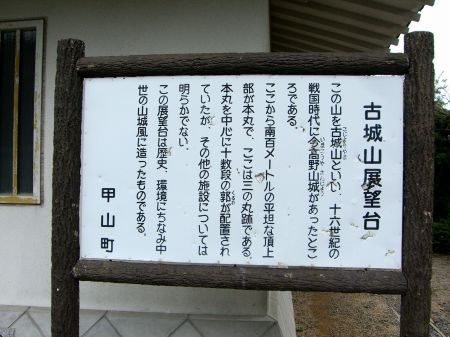 古城山展望台
この山を古城山といい、十六世紀の
戦国時代に今高野山城があったとこ
ろである。
ここから南百メートルの平坦な頂上
部が本丸で、ここは三の丸跡である。
本丸を中心に十数段の郭が配置され
ていたが、その他の施設については
明らかでない。
この展望台は歴史、環境にちなみ中
世の山城風に造ったものである。
甲山町